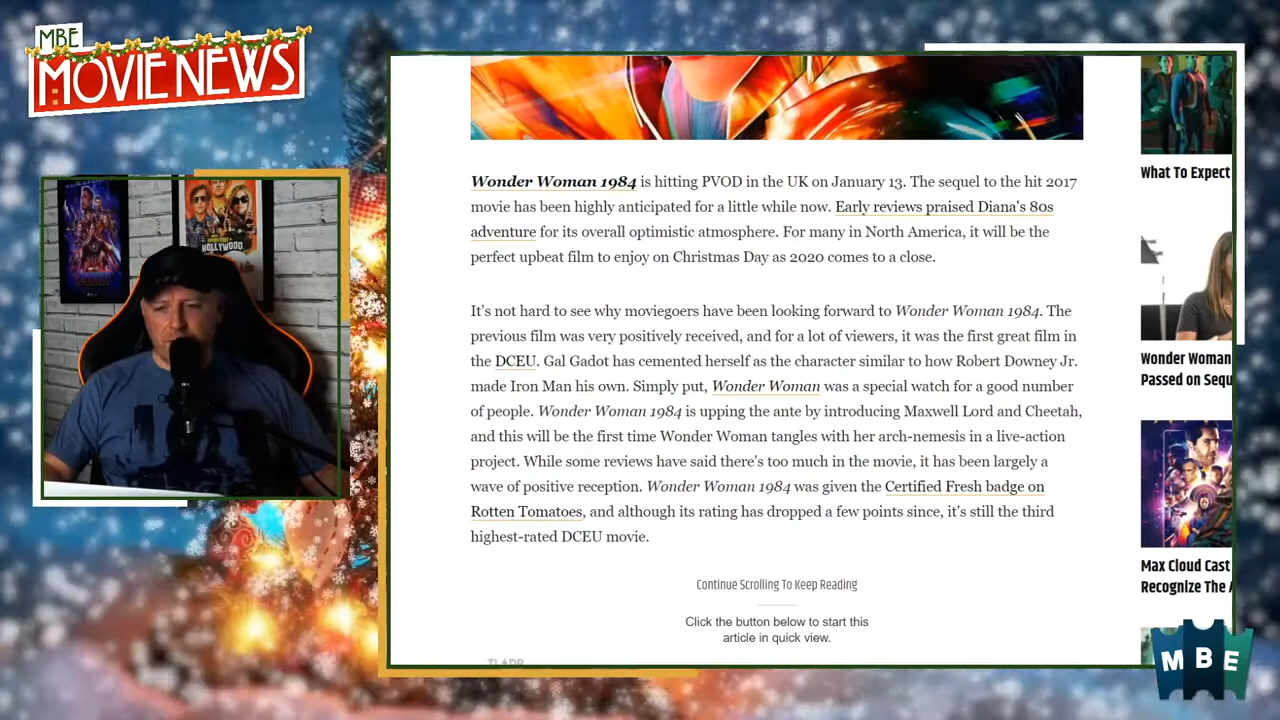 MBE
MOVIE NEWS
HOLLYWOOD
Wonder Woman 1984 is hitting PVOD in the UK on January 13. The sequel to the hit 2017
movie has been highly anticipated for a little while now. Early reviews praised Diana's 80s
adventure for its overall optimistic atmosphere. For many in North America, it will be the
perfect upbeat film to enjoy on Christmas Day as 2020 comes to a close.
It's not hard to see why moviegoers have been looking forward to Wonder Woman 1984. The
previous film was very positively received, and for a lot of viewers, it was the first great film in
the DCEU. Gal Gadot has cemented herself as the character similar to how Robert Downey Jr.
made Iron Man his own. Simply put, Wonder Woman was a special watch for a good number
of people. Wonder Woman 1984 is upping the ante by introducing Maxwell Lord and Cheetah,
and this will be the first time Wonder Woman tangles with her arch-nemesis in a live-action
project. While some reviews have said there's too much in the movie, it has been largely a
wave of positive reception. Wonder Woman 1984 was given the Certified Fresh badge on
Rotten Tomatoes, and although its rating has dropped a few points since, it's still the third
highest-rated DCEU movie.
Continue Scrolling To Keep Reading
Click the button below to start this
article in quick view.
What To Expect
Wonder Woman
Passed on Sequ
Max Cloud Cast
Recognize The
MBE